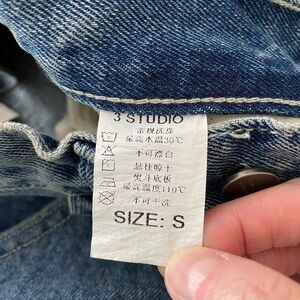 3 STUDIO
常规洗涤
最高水温30℃
不可漂白
悬挂晾干
熨斗底板
最高温度110℃
不可干洗
SIZE: S